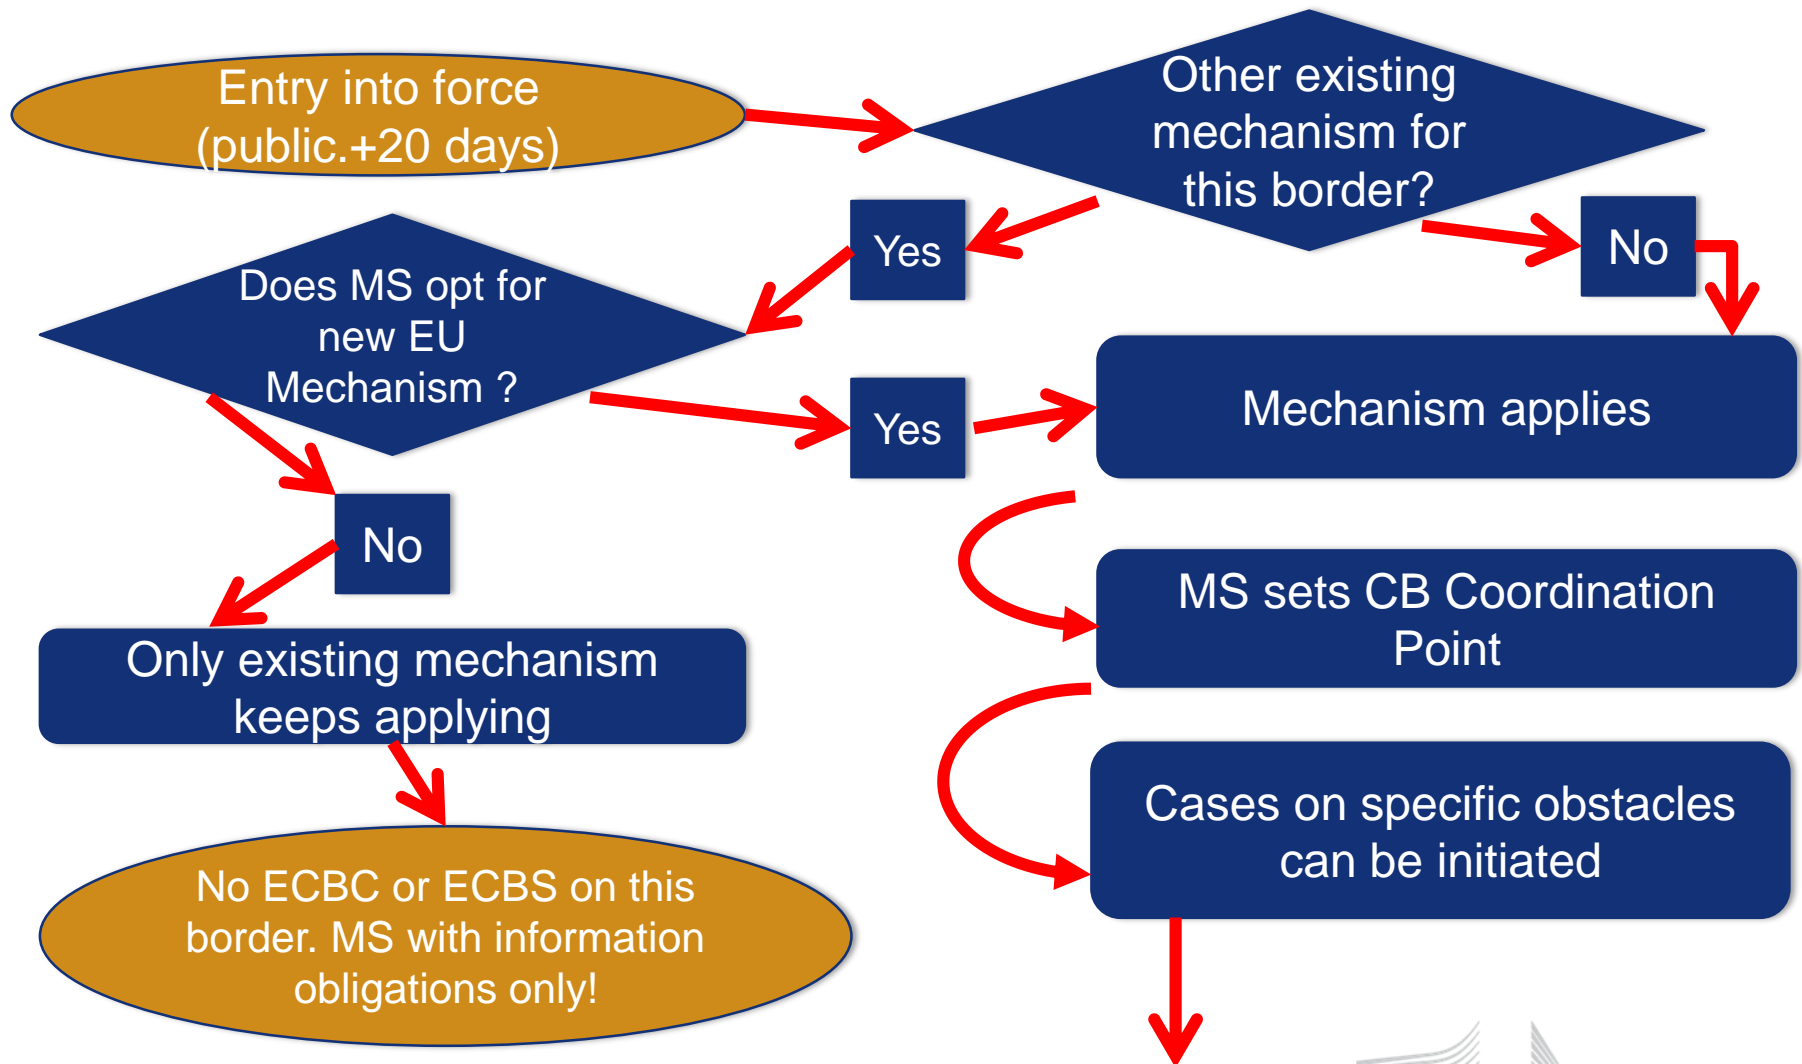 Entry into force
(public.+20 days)
Other existing
mechanism for
this border?
Yes
No
Does MS opt for
new EU
Mechanism ?
Yes
Mechanism applies
No
MS sets CB Coordination
Point
Only existing mechanism
keeps applying
Cases on specific obstacles
can be initiated
No ECBC or ECBS on this
border. MS with information
obligations only!